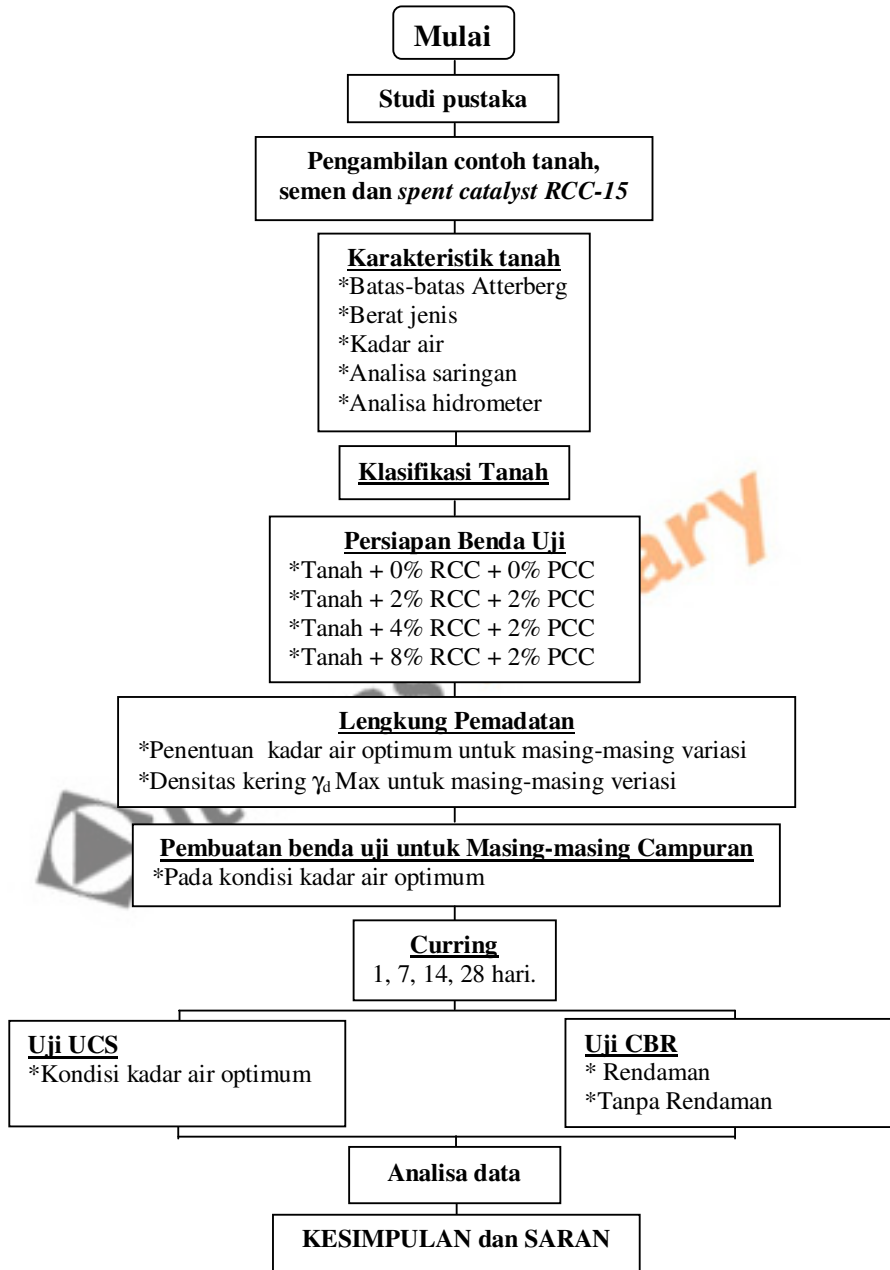 Mulai
Studi pustaka
Pengambilan contoh tanah,
semen dan spent catalyst RCC-15
Karakteristik tanah
*Batas-batas Atterberg
*Berat jenis
*Kadar air
*Analisa saringan
*Analisa hidrometer
Klasifikasi Tanah
Persiapan Benda Uji
*Tanah + 0% RCC + 0% PCC
*Tanah + 2% RCC + 2% PCC
*Tanah + 4% RCC + 2% PCC
*Tanah + 8% RCC + 2% PCC
Lengkung Pemadatan
*Penentuan kadar air optimum untuk masing-masing variasi
*Densitas kering γd Max untuk masing-masing veriasi
Pembuatan benda uji untuk Masing-masing Campuran
*Pada kondisi kadar air optimum
Curring
1, 7, 14, 28 hari.
Uji UCS
*Kondisi kadar air optimum
Uji CBR
* Rendaman
*Tanpa Rendaman
Analisa data
KESIMPULAN dan SARAN